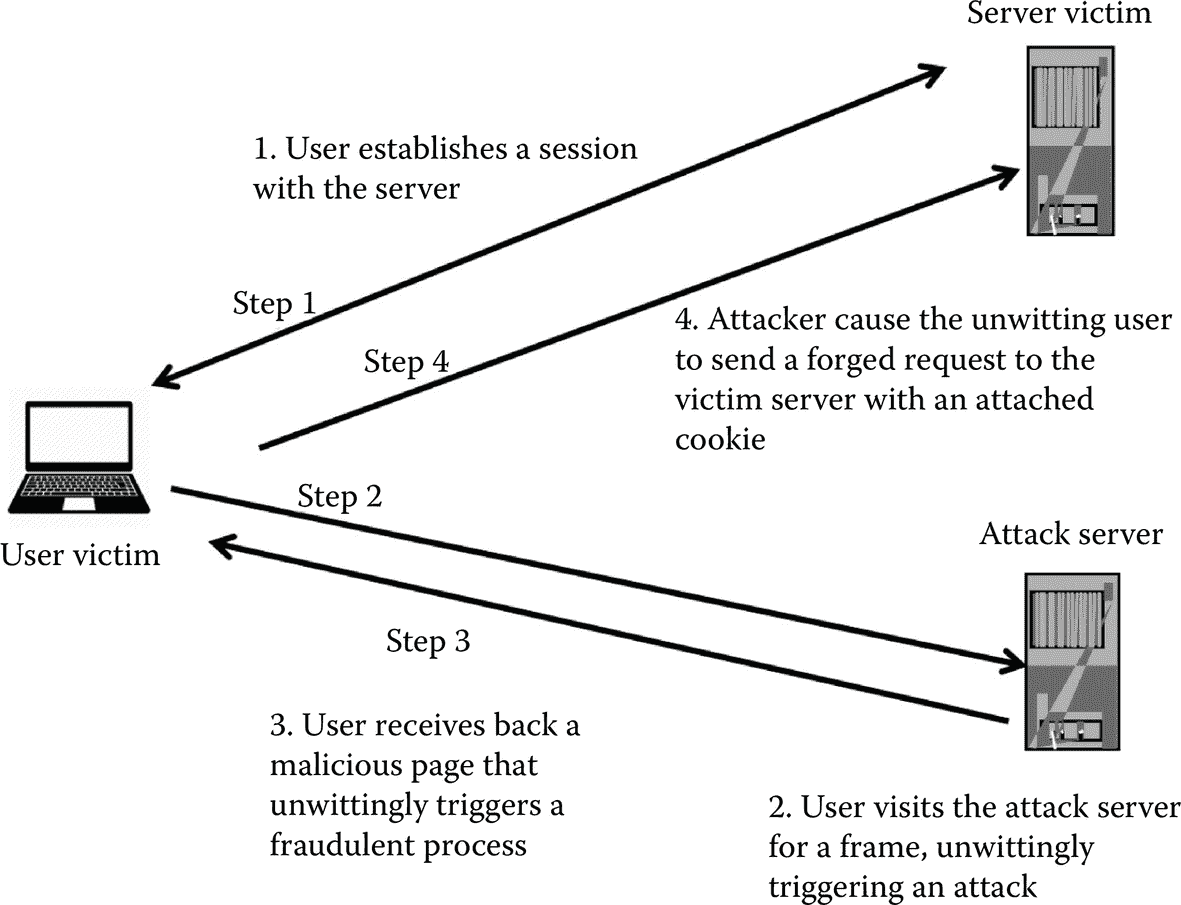 Server victim
1. User establishes a session
with the server
Step 1
Step 4
4. Attacker cause the unwitting user
to send a forged request to the
victim server with an attached
cookie
Step 2
User victim
Attack server
Step 3
3. User receives back a
malicious page that
unwittingly triggers a
fraudulent process
2. User visits the attack server
for a frame, unwittingly
triggering an attack